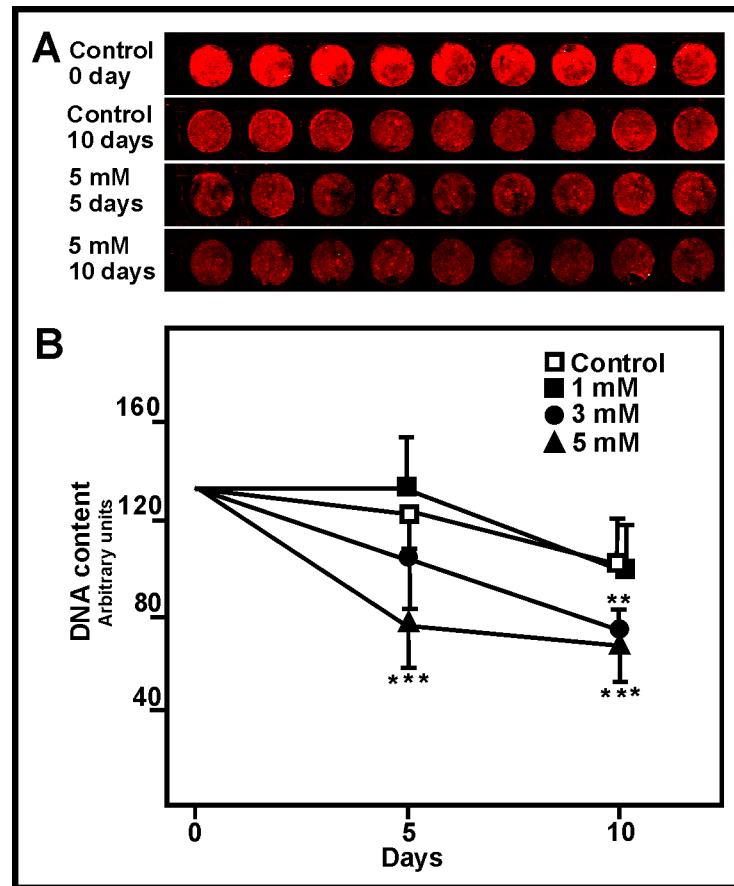 A
Control
0 day
Control
10 days
5 mM
5 days
5 mM
10 days
B
Control
1 mM
3 mM
5 mM
160
120
80
40
DNA content
Arbitrary units
**
***
***
0
5
10
Days